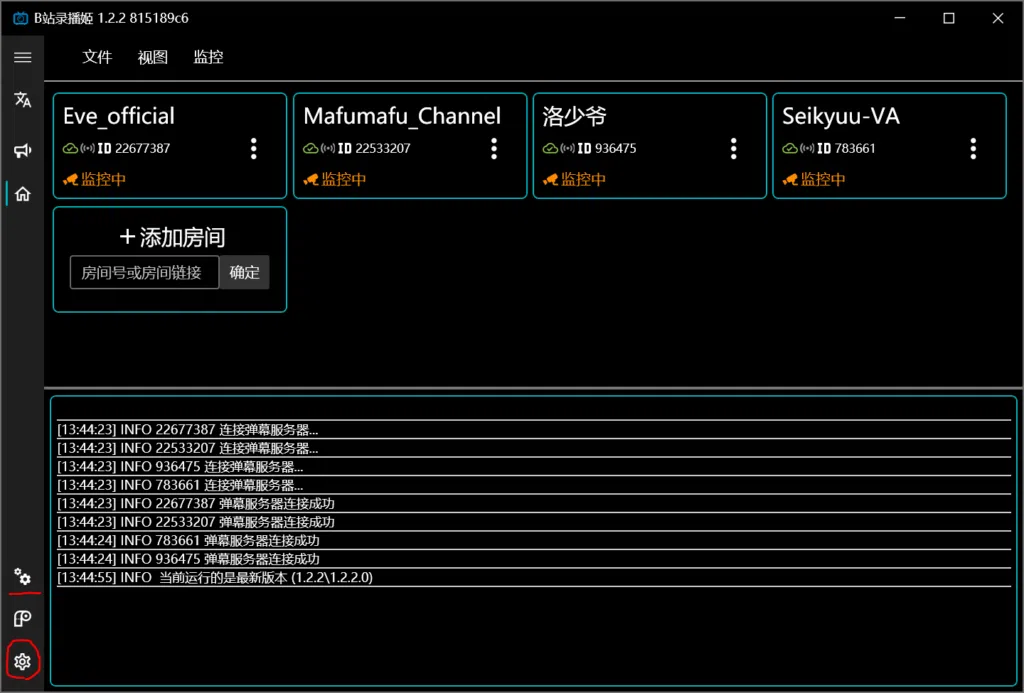 B站录播姬 1.2.2 815189c6
文件 视图 监控
Eve_official
ID 22677387
监控中
Mafumafu_Channel
ID 22533207
监控中
洛少爷
ID 936475
监控中
Seikyuu-VA
ID 783661
监控中
+添加房间
房间号或房间链接 确定
[13:44:23] INFO 22677387 连接弹幕服务器...
[13:44:23] INFO 22533207 连接弹幕服务器...
[13:44:23] INFO 936475 连接弹幕服务器...
[13:44:23] INFO 783661 连接弹幕服务器...
[13:44:23] INFO 22677387 弹幕服务器连接成功
[13:44:23] INFO 22533207 弹幕服务器连接成功
[13:44:24] INFO 783661 弹幕服务器连接成功
[13:44:24] INFO 936475 弹幕服务器连接成功
[13:44:55] INFO  当前运行的是最新版本 (1.2.2\1.2.2.0)